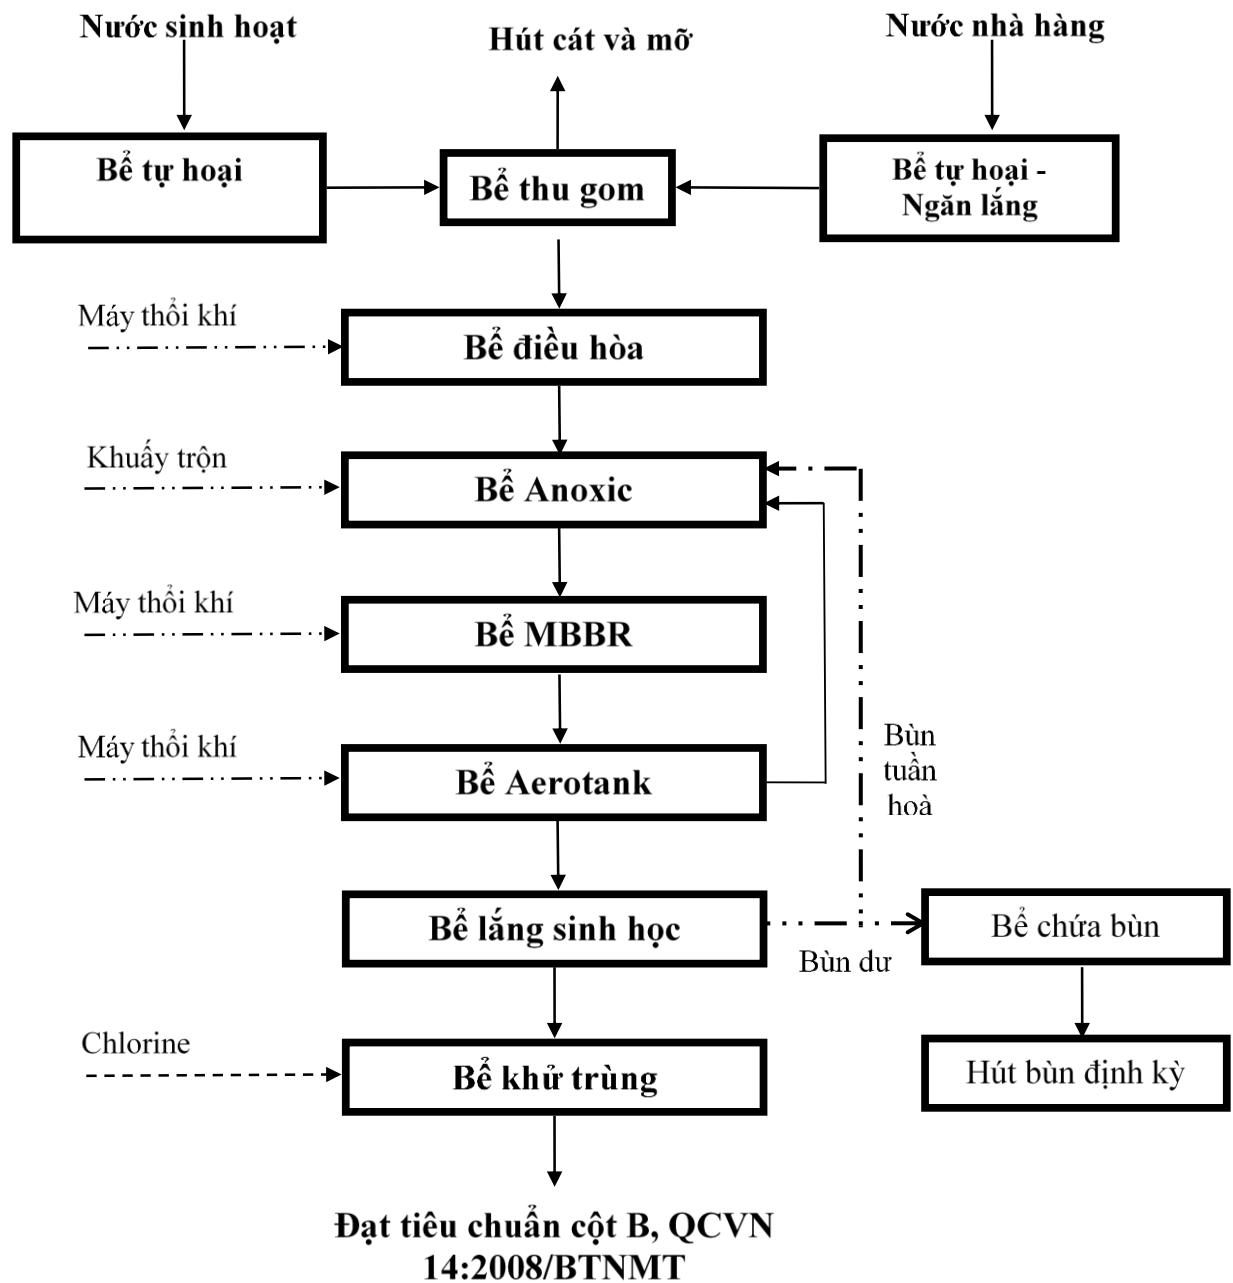 Nước sinh hoạt
Hút cát và mỡ
Nước nhà hàng
Bể tự hoại
Bể thu gom
Bể tự hoại -
Ngăn lắng
Máy thổi khí
Bể điều hòa
Khuấy trộn
Bể Anoxic
Máy thổi khí
Bể MBBR
Máy thổi khí
Bể Aerotank
Bùn
tuần
hoà
Bể lắng sinh học
Bùn dư
Bể chứa bùn
Chlorine
Bể khử trùng
Hút bùn định kỳ
Đạt tiêu chuẩn cột B, QCVN
14:2008/BTNMT